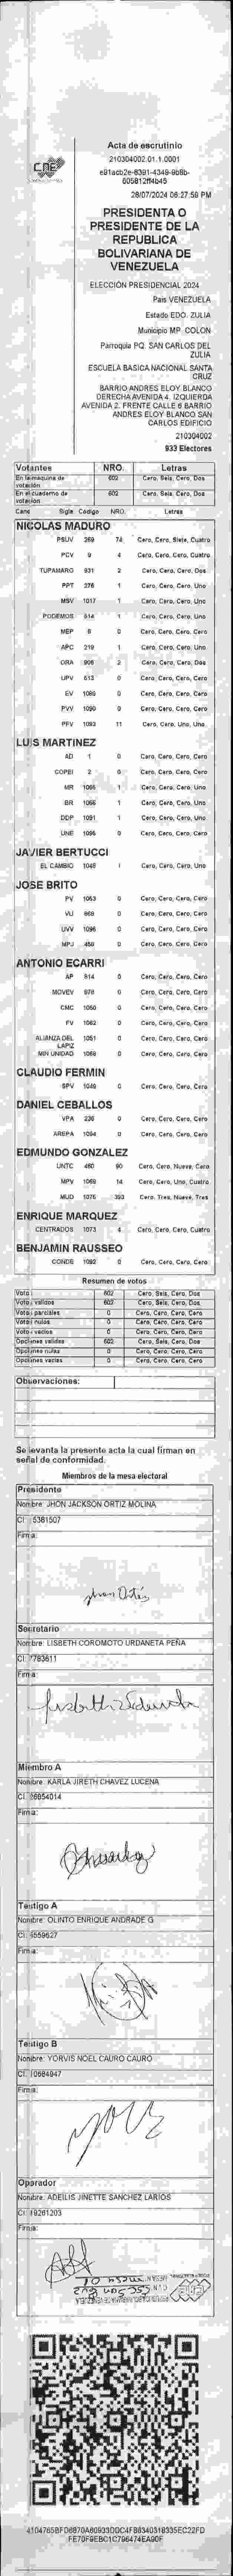 CNE
Acta de escrutinio
210304002.01.1.0001
28/07/2024 06:27:59 PM
PRESIDENTA O
PRESIDENTE DE LA
REPUBLICA
BOLIVARIANA DE
VENEZUELA
ELECCIÓN PRESIDENCIAL 2024
País VENEZUELA
Estado EDO. ZULIA
Municipio MP. COLON
Parroquia PQ. SAN CARLOS DEL
ZULIA
ESCUELA BASICA NACIONAL SANTA
CRUZ
BARRIO ANDRES ELOY BLANCO
DERECHA AVENIDA 4. IZQUIERDA
AVENIDA 2. FRENTE CALLE 6 BARRIO
ANDRES ELOY BLANCO SAN
CARLOS EDIFICIO
210304002
933 Electores
Votantes NRO. Letras
En la maquina de votación 602 Cero, Seis, Cero, Dos
En el cuaderno de votación 602 Cero, Seis, Cero, Dos
Cand Sigla Código NRO. Letras
NICOLAS MADURO
PSUV 269 74 Cero, Cero, Siete, Cuatro
PCV 9 4 Cero, Cero, Cero, Cuatro
TUPAMARO 931 2 Cero, Cero, Cero, Dos
PPT 276 1 Cero, Cero, Cero, Uno
MSV 1017 1 Cero, Cero, Cero, Uno
PODEMOS 514 1 Cero, Cero, Cero, Uno
MEP 6 0 Cero, Cero, Cero, Cero
APC 219 1 Cero, Cero, Cero, Uno
ORA 906 2 Cero, Cero, Cero, Dos
UPV 613 0 Cero, Cero, Cero, Cero
EV 1086 0 Cero, Cero, Cero, Cero
PVV 1090 0 Cero, Cero, Cero, Cero
PFV 1093 11 Cero, Cero, Uno, Uno
LUIS MARTINEZ
AD 1 0 Cero, Cero, Cero, Cero
COPEI 2 0 Cero, Cero, Cero, Cero
MR 1065 1 Cero, Cero, Cero, Uno
BR 1066 1 Cero, Cero, Cero, Uno
DDP 1091 1 Cero, Cero, Cero, Uno
UNE 1095 0 Cero, Cero, Cero, Cero
JAVIER BERTUCCI
EL CAMBIO 1048 1 Cero, Cero, Cero, Uno
JOSE BRITO
PV 1053 0 Cero, Cero, Cero, Cero
VU 969 0 Cero, Cero, Cero, Cero
UVV 1096 0 Cero, Cero, Cero, Cero
MPJ 459 0 Cero, Cero, Cero, Cero
ANTONIO ECARRI
AP 914 0 Cero, Cero, Cero, Cero
MOVEV 978 0 Cero, Cero, Cero, Cero
CMC 1050 0 Cero, Cero, Cero, Cero
FV 1062 0 Cero, Cero, Cero, Cero
ALIANZA DEL LAPIZ 1051 0 Cero, Cero, Cero, Cero
MIN UNIDAD 1058 0 Cero, Cero, Cero, Cero
CLAUDIO FERMIN
SPV 1049 0 Cero, Cero, Cero, Cero
DANIEL CEBALLOS
VPA 236 0 Cero, Cero, Cero, Cero
AREPA 1094 0 Cero, Cero, Cero, Cero
EDMUNDO GONZALEZ
UNTC 480 90 Cero, Cero, Nueve, Cero
MPV 1068 14 Cero, Cero, Uno, Cuatro
MUD 1075 393 Cero, Tres, Nueve, Tres
ENRIQUE MARQUEZ
CENTRADOS 1073 4 Cero, Cero, Cero, Cuatro
BENJAMIN RAUSSEO
CONDE 1092 0 Cero, Cero, Cero, Cero
Resumen de votos
Votos 602 Cero, Seis, Cero, Dos
Votos validos 602 Cero, Seis, Cero, Dos
Votos parciales 0 Cero, Cero, Cero, Cero
Votos nulos 0 Cero, Cero, Cero, Cero
Votos vacios 0 Cero, Cero, Cero, Cero
Opciones validas 602 Cero, Seis, Cero, Dos
Opciones nulas 0 Cero, Cero, Cero, Cero
Opciones vacias 0 Cero, Cero, Cero, Cero
Observaciones:
Se levanta la presente acta la cual firman en
señal de conformidad.
Miembros de la mesa electoral
Presidente
Nombre: JHON JACKSON ORTIZ MOLINA
CI: 15381507
Firma:
Jhon Ortiz
Secretario
Nombre: LISBETH COROMOTO URDANETA PEÑA
CI: 7783611
Firma:
Miembro A
Nombre: KARLA JIRETH CHAVEZ LUCENA
CI: 26954014
Firma:
Testigo A
Nombre: OLINTO ENRIQUE ANDRADE G
CI: 4559627
Firma:
Testigo B
Nombre: YORVIS NOEL CAURO CAURO
CI: 10684947
Firma:
Operador
Nombre: ADEILIS JINETTE SANCHEZ LARIOS
CI: 19261203
Firma: